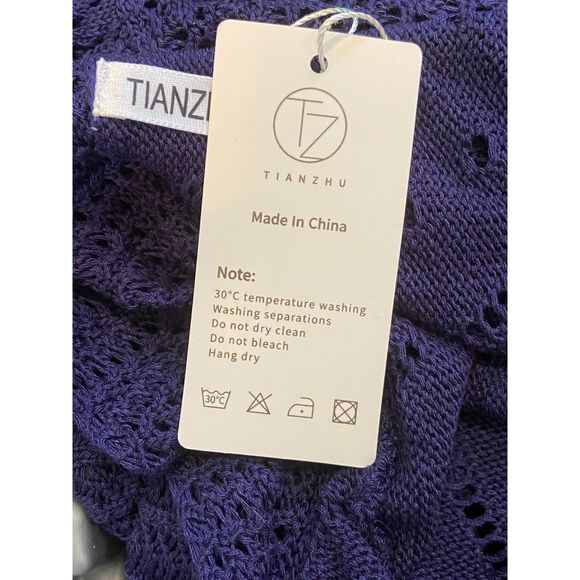 TIANZ
TZ
TIANZHU
Made In China
Note:
30°C temperature washing
Washing separations
Do not dry clean
Do not bleach
Hang dry
30°C